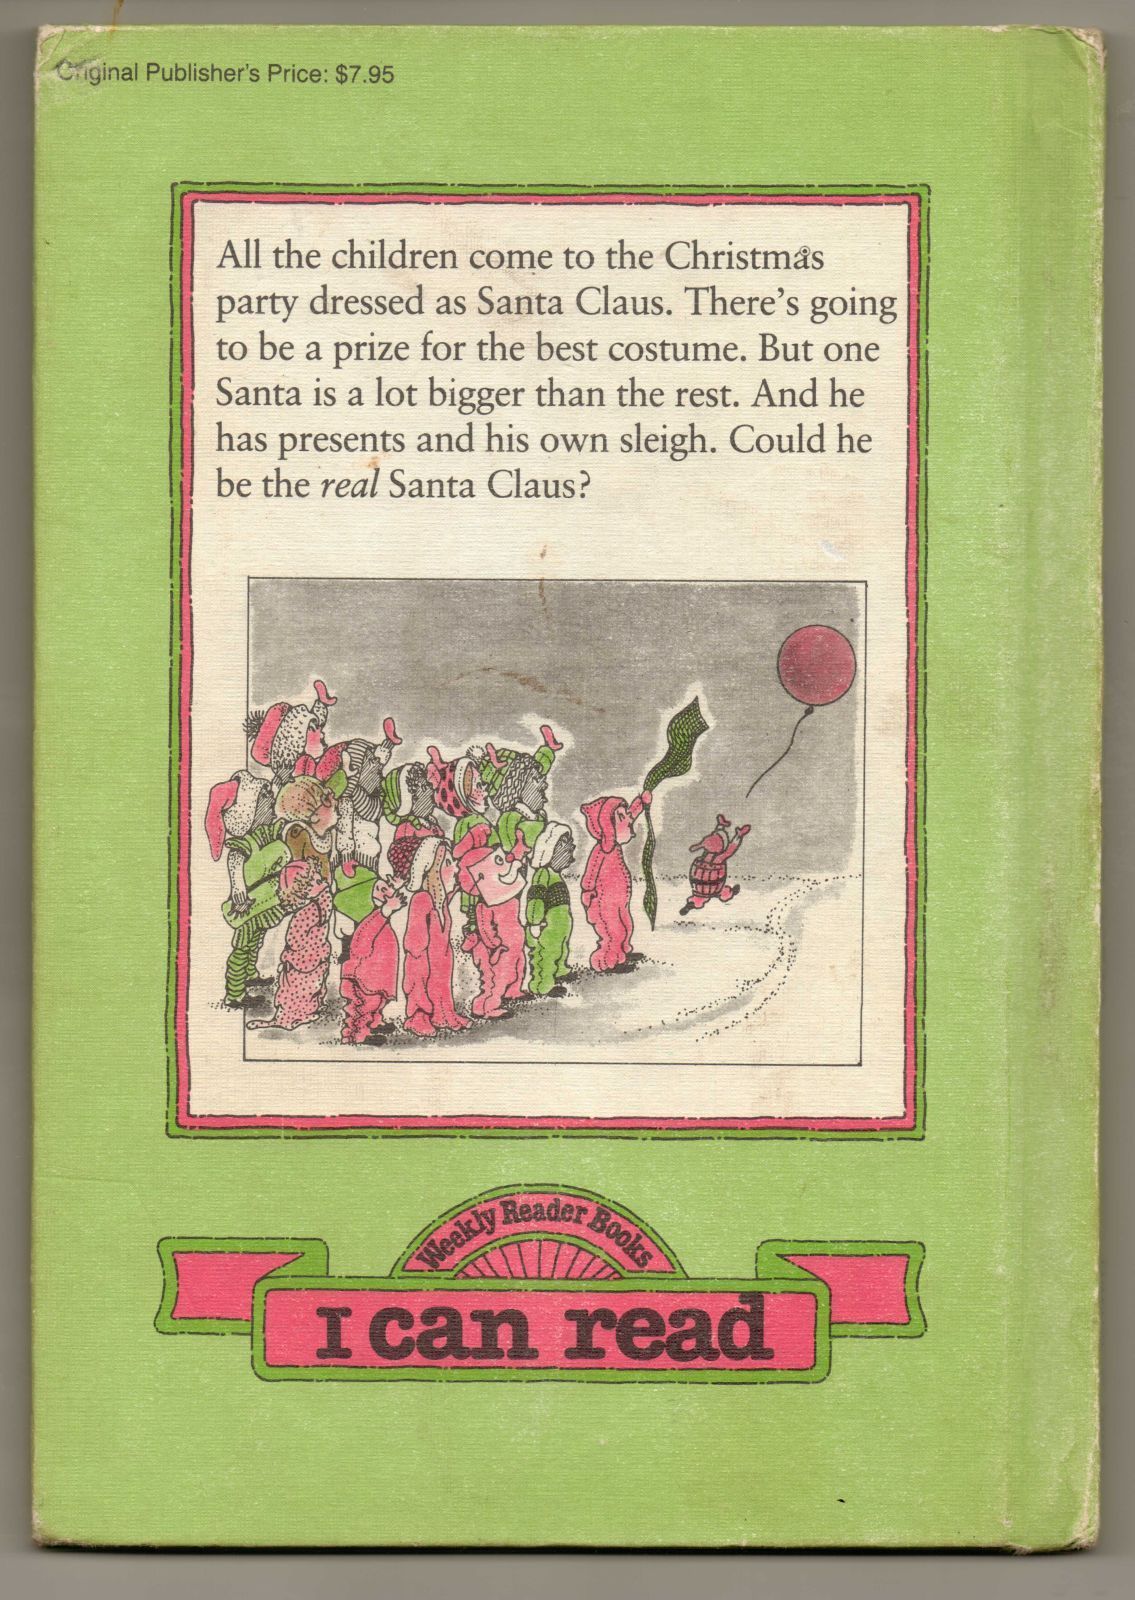 Original Publisher's Price: $7.95
All the children come to the Christmas
party dressed as Santa Claus. There's going
to be a prize for the best costume. But one
Santa is a lot bigger than the rest. And he
has presents and his own sleigh. Could he
be the real Santa Claus?
Weekly Reader Books
I can read